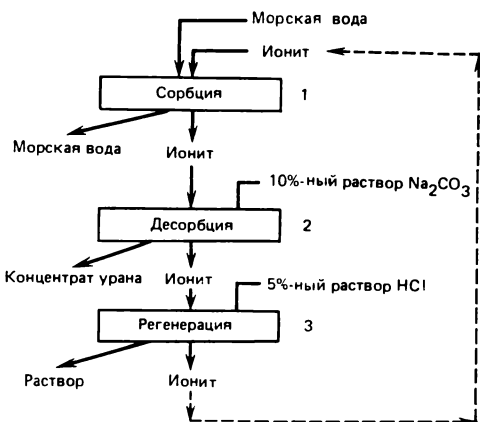 Морская вода
Ионит
Сорбция 1
Морская вода
Ионит
10%-ный раствор Na₂CO₃
Десорбция 2
Концентрат урана
Ионит
5%-ный раствор HCl
Регенерация 3
Раствор
Ионит